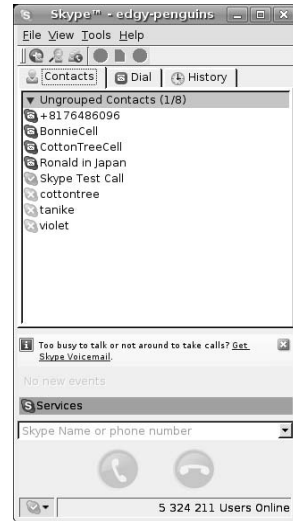 Skype™ - edgy-penguins
File View Tools Help
Contacts Dial History
Ungrouped Contacts (1/8)
+8176486096
BonnieCell
CottonTreeCell
Ronald in Japan
Skype Test Call
cottontree
tanike
violet
Too busy to talk or not around to take calls? Get
Skype Voicemail.
No new events
Services
Skype Name or phone number
5 324 211 Users Online